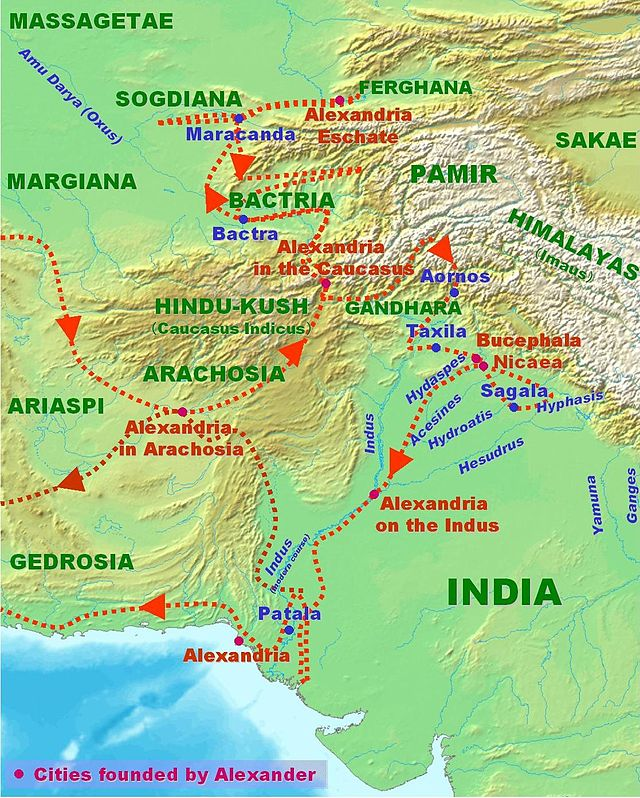 MASSAGETAE
Amu Darya (Oxus)
FERGHANA
SOGDIANA
Alexandria
Eschate
Maracanda
SAKAE
PAMIR
MARGIANA
BACTRIA
HIMALAYAS
(Imaus)
Bactra
Alexandria
in the Caucasus
Aornos
HINDU-KUSH
(Caucasus Indicus)
GANDHARA
Taxila
Bucephala
Nicaea
ARACHOSIA
Hydaspes
Sagala
ARIASPI
Acesines
Hyphasis
Alexandria
in Arachosia
Indus
Hydroatis
Hesudrus
Yamuna
Ganges
Alexandria
on the Indus
GEDROSIA
Indus
(modern course)
INDIA
Patala
Alexandria
Cities founded by Alexander